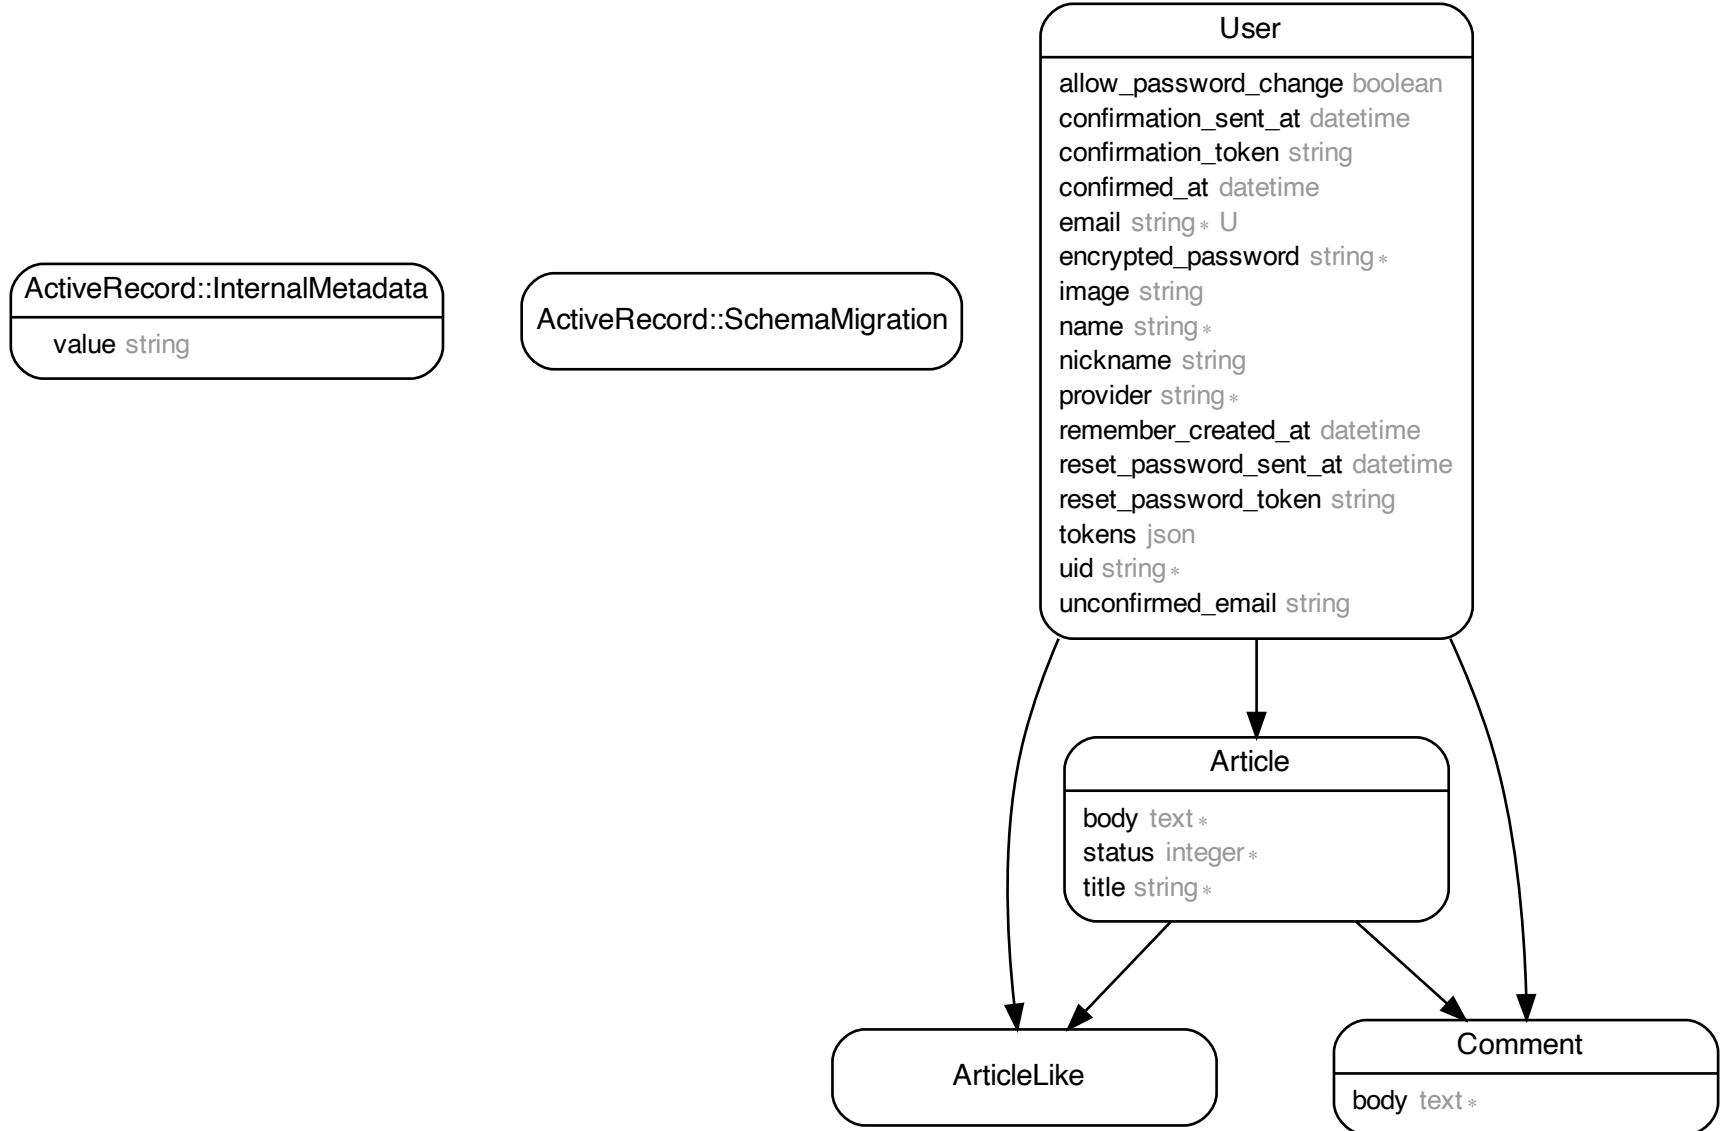 ActiveRecord::InternalMetadata
value string
ActiveRecord::SchemaMigration
User
allow_password_change boolean
confirmation_sent_at datetime
confirmation_token string
confirmed_at datetime
email string∗ U
encrypted_password string∗
image string
name string∗
nickname string
provider string∗
remember_created_at datetime
reset_password_sent_at datetime
reset_password_token string
tokens json
uid string∗
unconfirmed_email string
Article
body text∗
status integer∗
title string∗
ArticleLike
Comment
body text∗